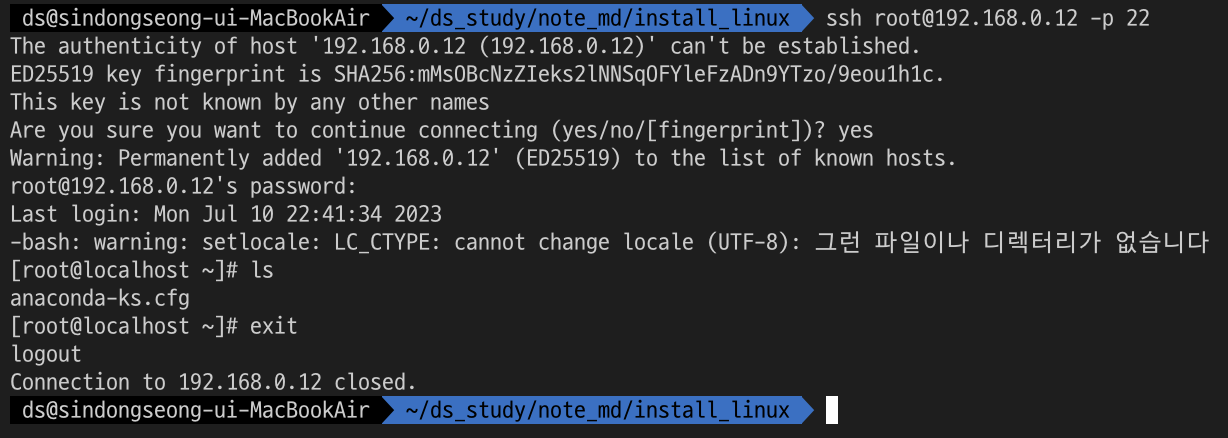 ds@sindongseong-ui-MacBookAir ~/ds_study/note_md/install_linux ssh root@192.168.0.12 -p 22
The authenticity of host '192.168.0.12 (192.168.0.12)' can't be established.
ED25519 key fingerprint is SHA256:mMsOBcNzZIeks2lNNSqOFYleFzADn9YTzo/9eou1h1c.
This key is not known by any other names
Are you sure you want to continue connecting (yes/no/[fingerprint])? yes
Warning: Permanently added '192.168.0.12' (ED25519) to the list of known hosts.
root@192.168.0.12's password:
Last login: Mon Jul 10 22:41:34 2023
-bash: warning: setlocale: LC_CTYPE: cannot change locale (UTF-8): 그런 파일이나 디렉터리가 없습니다
[root@localhost ~]# ls
anaconda-ks.cfg
[root@localhost ~]# exit
logout
Connection to 192.168.0.12 closed.
ds@sindongseong-ui-MacBookAir ~/ds_study/note_md/install_linux